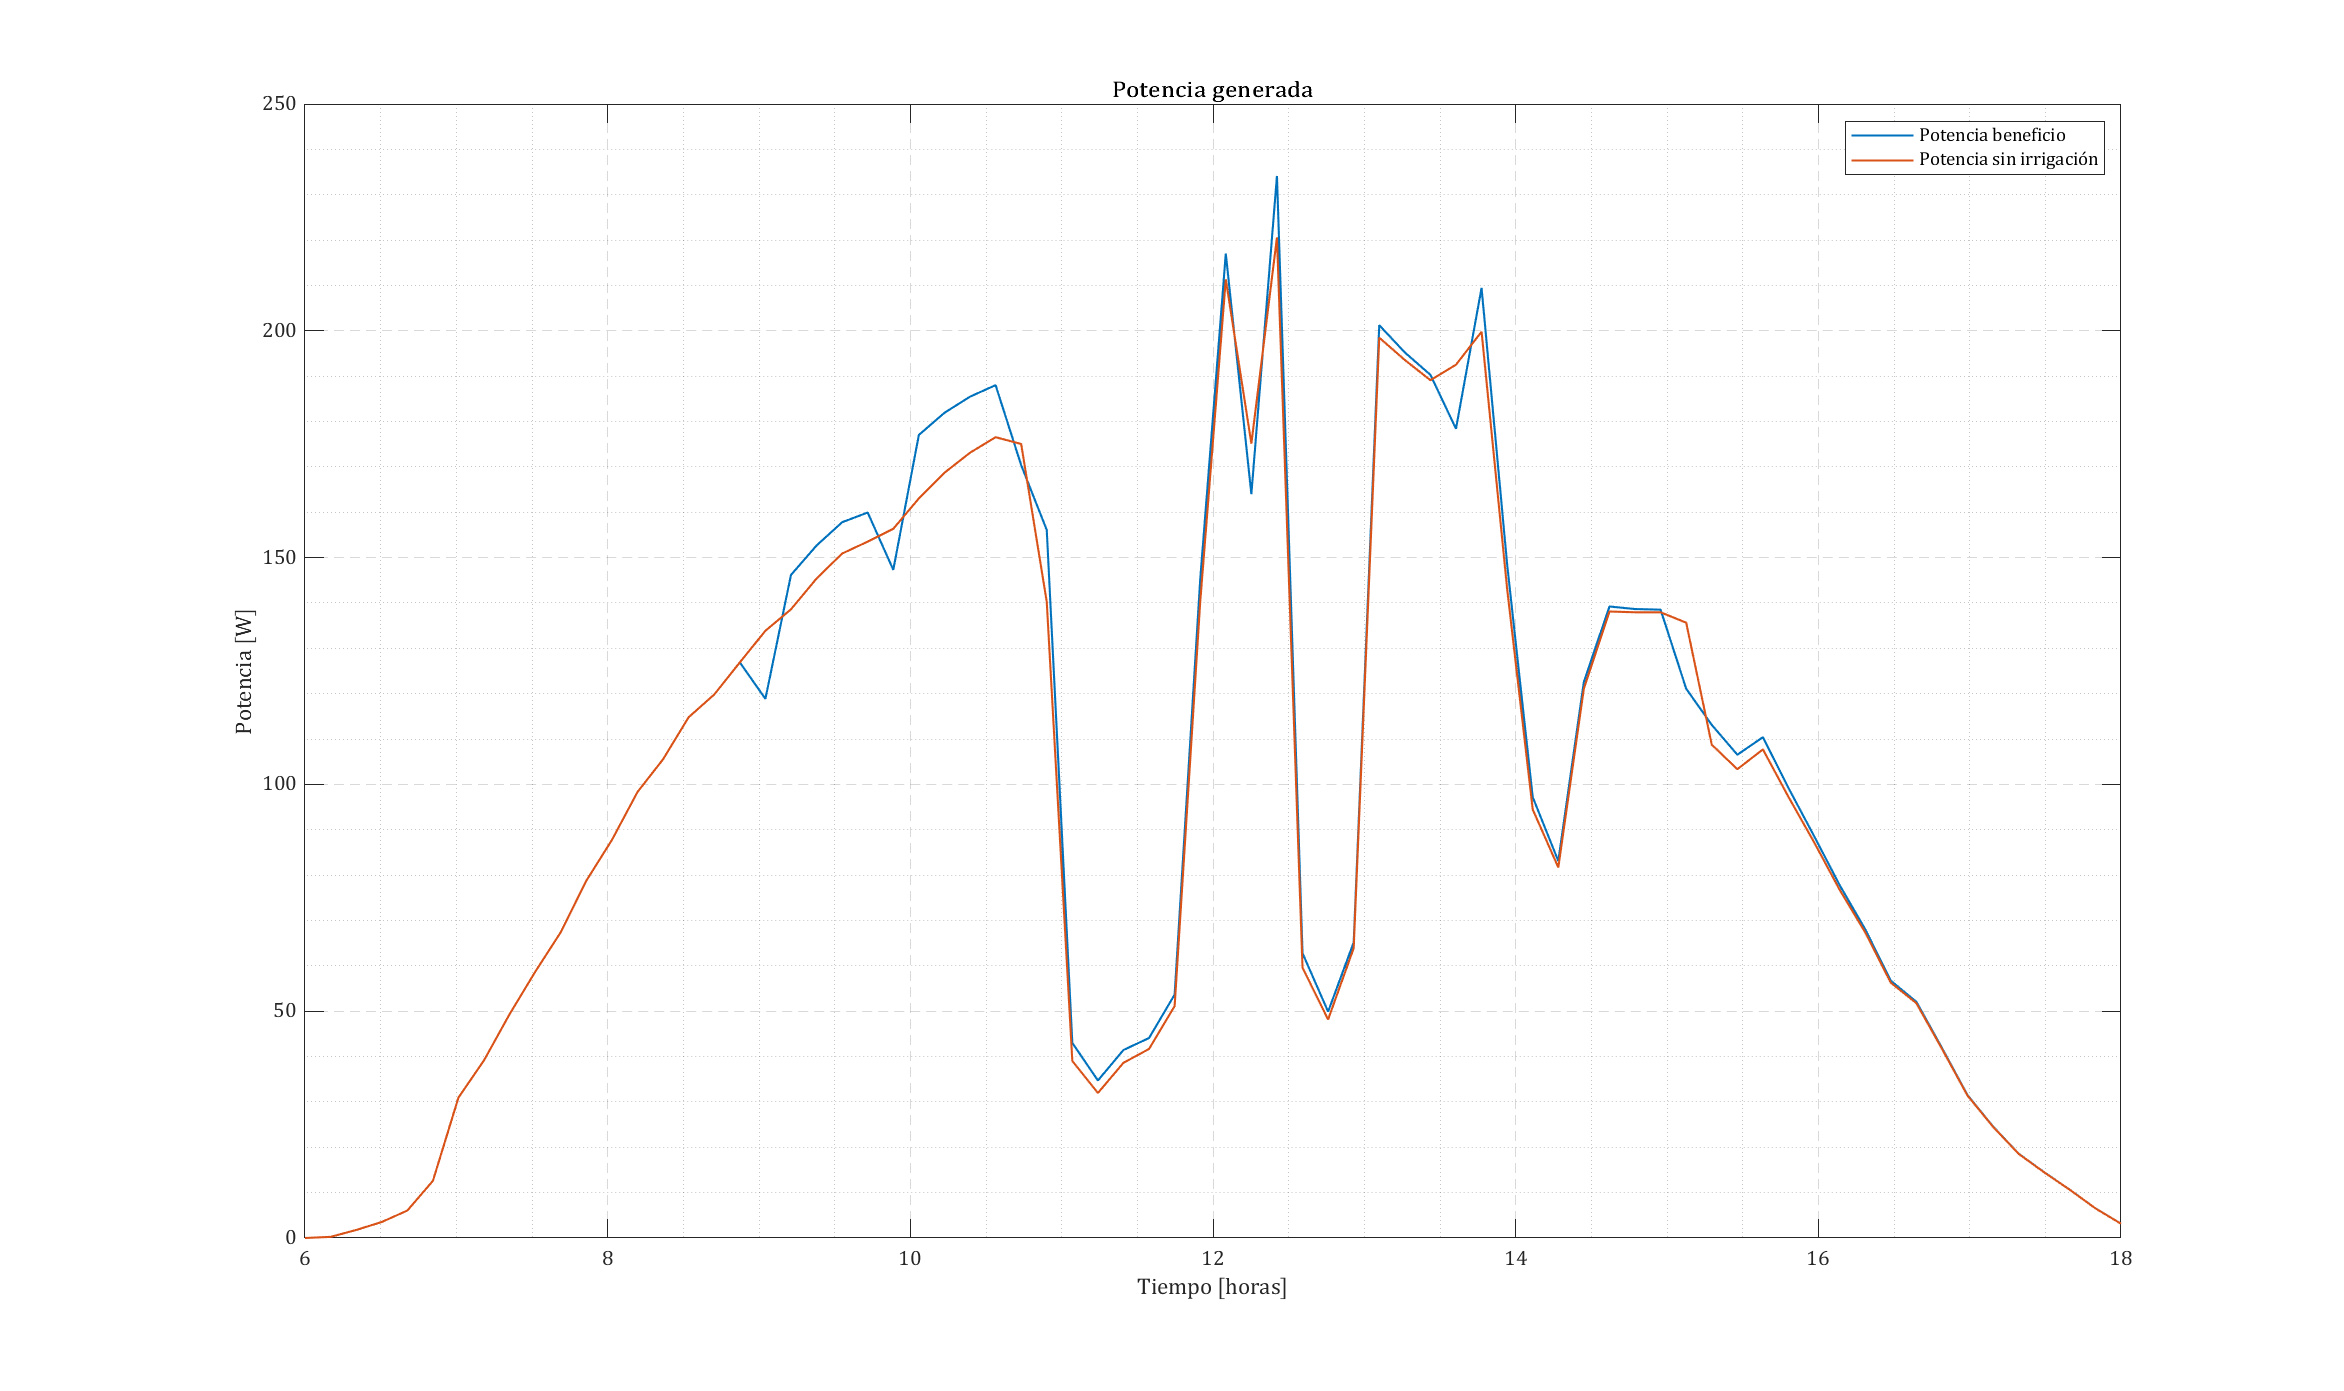 Potencia generada
250
200
150
100
50
0
Potencia [W]
Potencia beneficio
Potencia sin irrigación
6
8
10
12
14
16
18
Tiempo [horas]